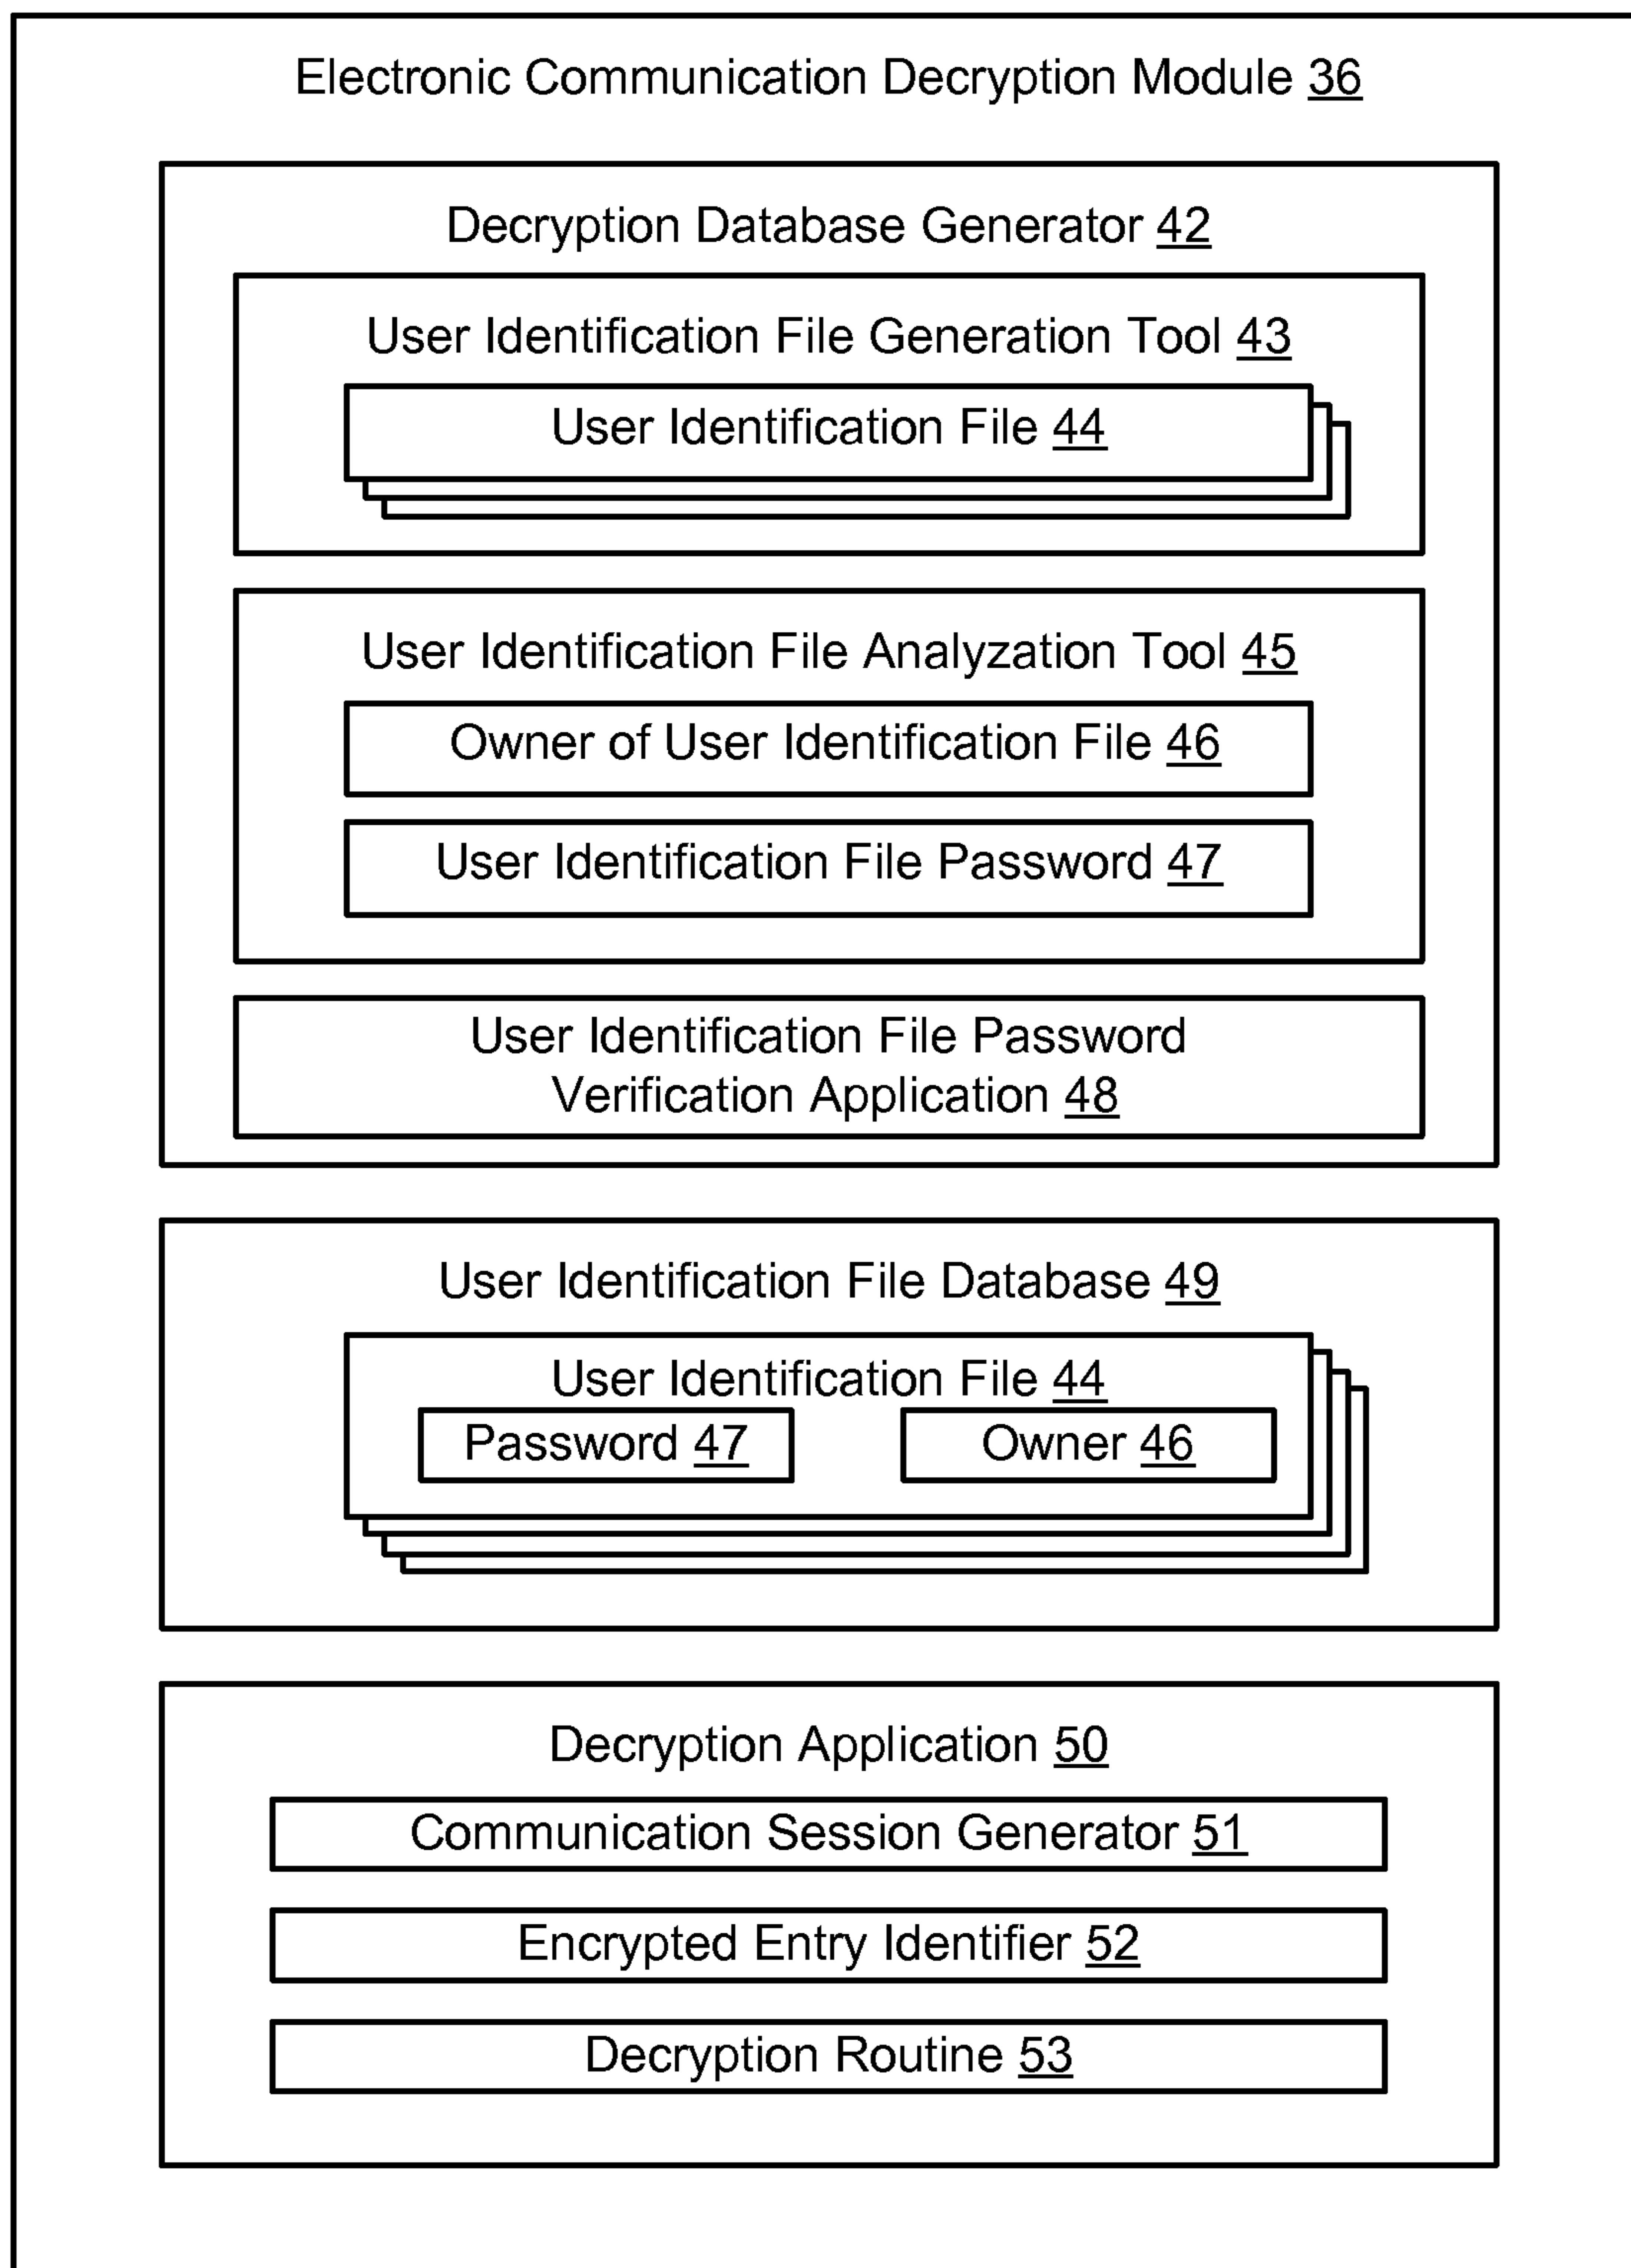 Electronic Communication Decryption Module 36
Decryption Database Generator 42
User Identification File Generation Tool 43
User Identification File 44
User Identification File Analyzation Tool 45
Owner of User Identification File 46
User Identification File Password 47
User Identification File Password
Verification Application 48
User Identification File Database 49
User Identification File 44
Password 47 Owner 46
Decryption Application 50
Communication Session Generator 51
Encrypted Entry Identifier 52
Decryption Routine 53